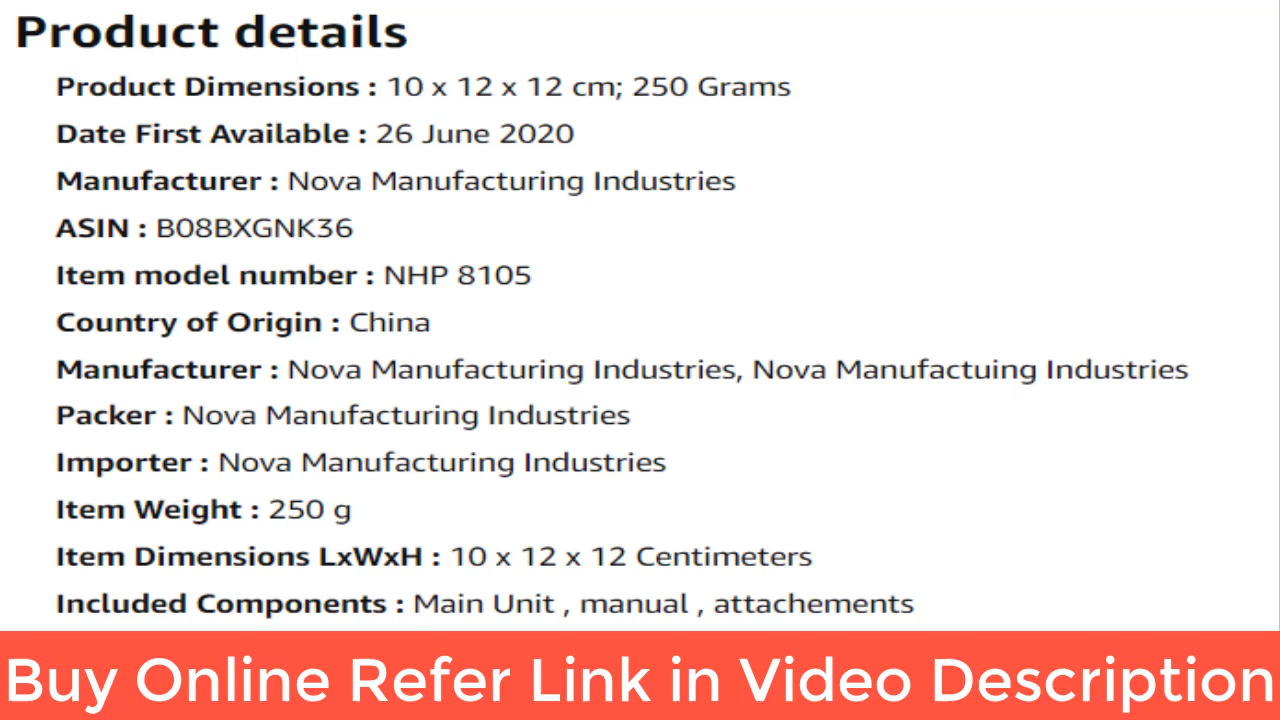 Product details
Product Dimensions : 10 x 12 x 12 cm; 250 Grams
Date First Available : 26 June 2020
Manufacturer : Nova Manufacturing Industries
ASIN : B08BXGNK36
Item model number : NHP 8105
Country of Origin : China
Manufacturer : Nova Manufacturing Industries, Nova Manufactuing Industries
Packer : Nova Manufacturing Industries
Importer : Nova Manufacturing Industries
Item Weight : 250 g
Item Dimensions LxWxH : 10 x 12 x 12 Centimeters
Included Components : Main Unit , manual , attachements
Buy Online Refer Link in Video Description